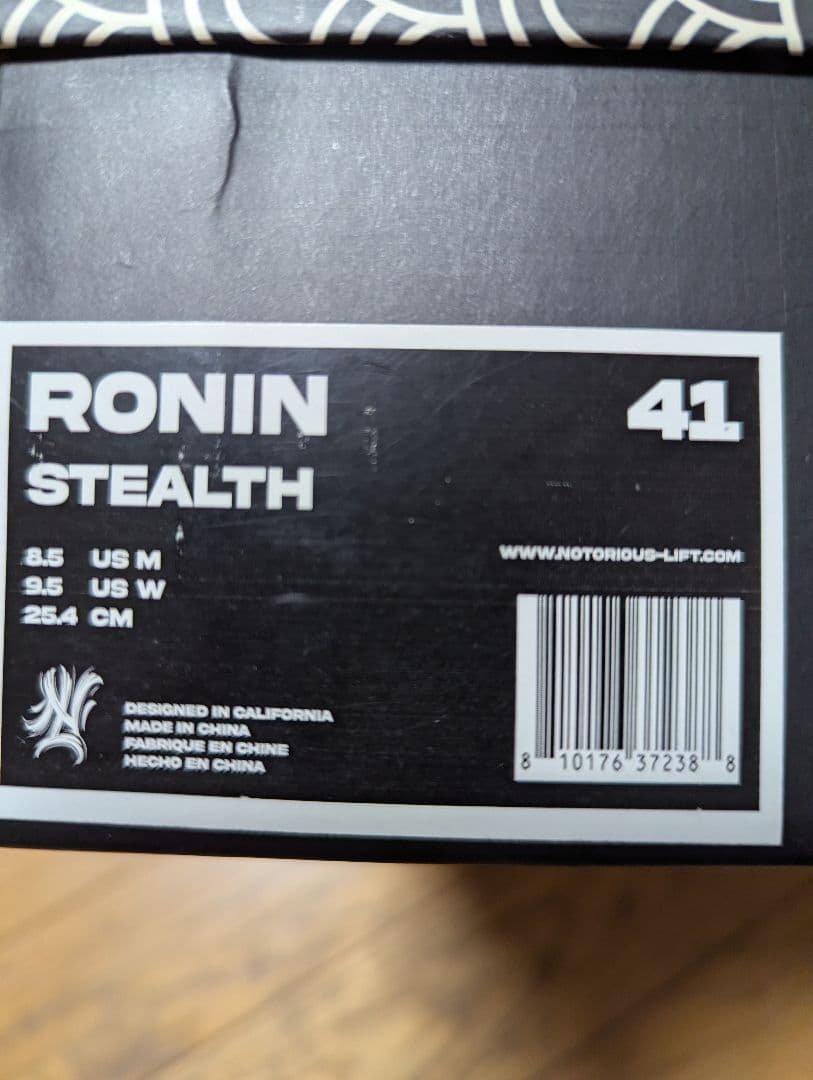 RONIN
41
STEALTH
8.5 US M
9.5 US W
25.4 CM
WWW.NOTORIOUS-LIFT.COM
DESIGNED IN CALIFORNIA
MADE IN CHINA
FABRIQUE EN CHINE
HECHO EN CHINA
8 10176 37238 8